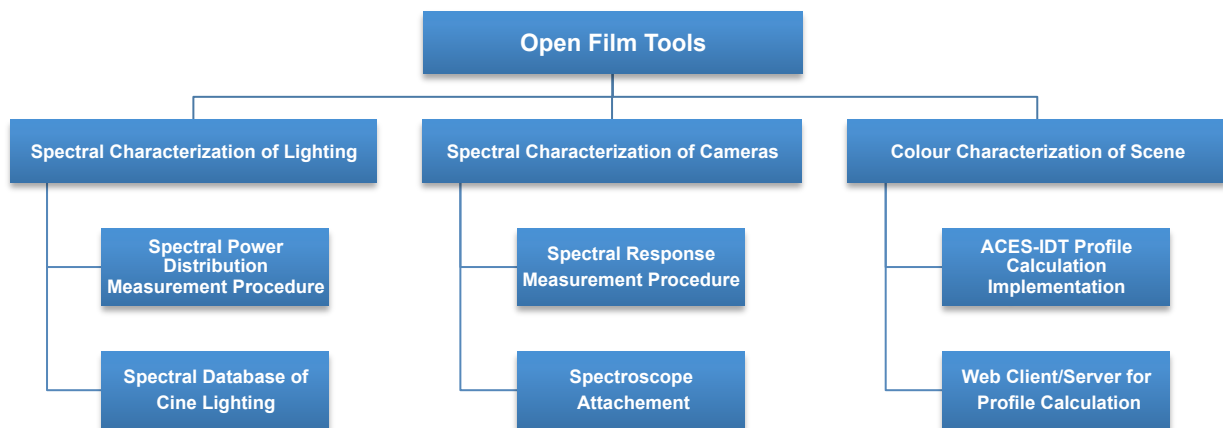 Open Film Tools
Spectral Characterization of Lighting
Spectral Characterization of Cameras
Colour Characterization of Scene
Spectral Power
Distribution
Measurement Procedure
Spectral Response
Measurement Procedure
ACES-IDT Profile
Calculation
Implementation
Spectral Database of
Cine Lighting
Spectroscope
Attachement
Web Client/Server for
Profile Calculation